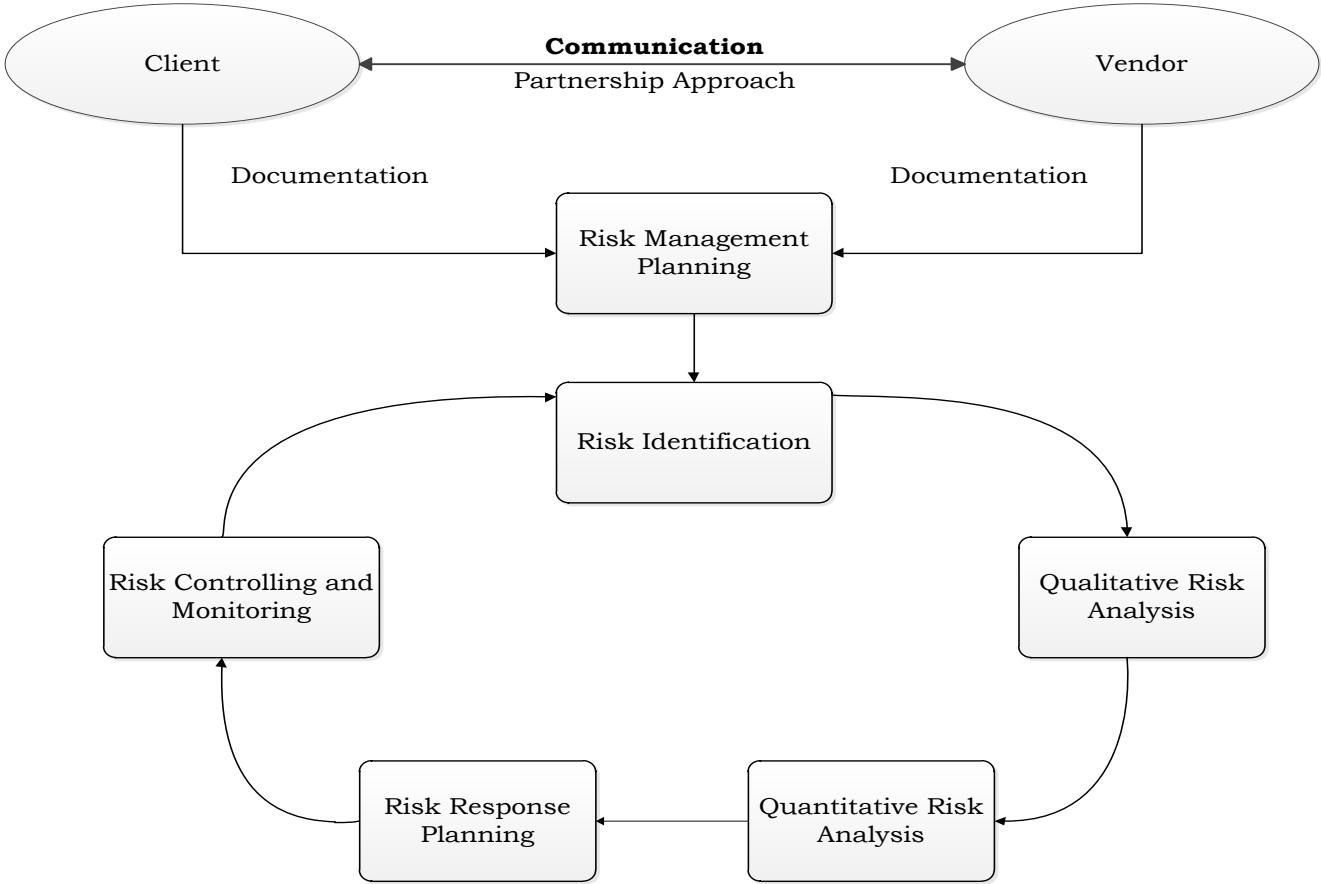 Client
Communication
Partnership Approach
Vendor
Documentation
Documentation
Risk Management
Planning
Risk Identification
Risk Controlling and
Monitoring
Qualitative Risk
Analysis
Risk Response
Planning
Quantitative Risk
Analysis